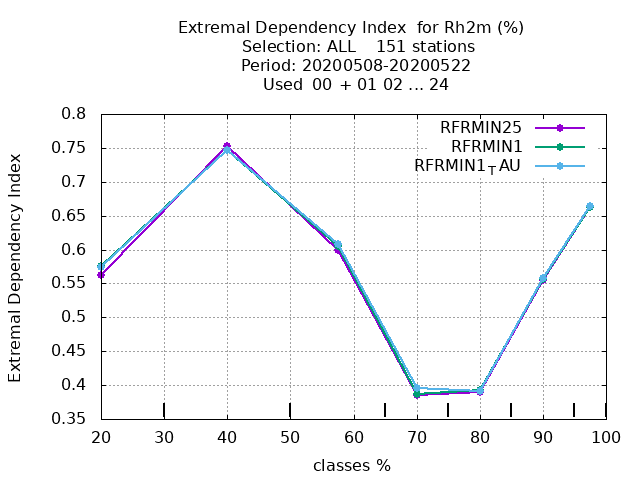 Extremal Dependency Index  for Rh2m (%)
Selection: ALL    151 stations
Period: 20200508-20200522
Used  00 + 01 02 ... 24
RFRMIN25
RFRMIN1
RFRMIN1_TAU
Extremal Dependency Index
0.8
0.75
0.7
0.65
0.6
0.55
0.5
0.45
0.4
0.35
20 30 40 50 60 70 80 90 100
classes %